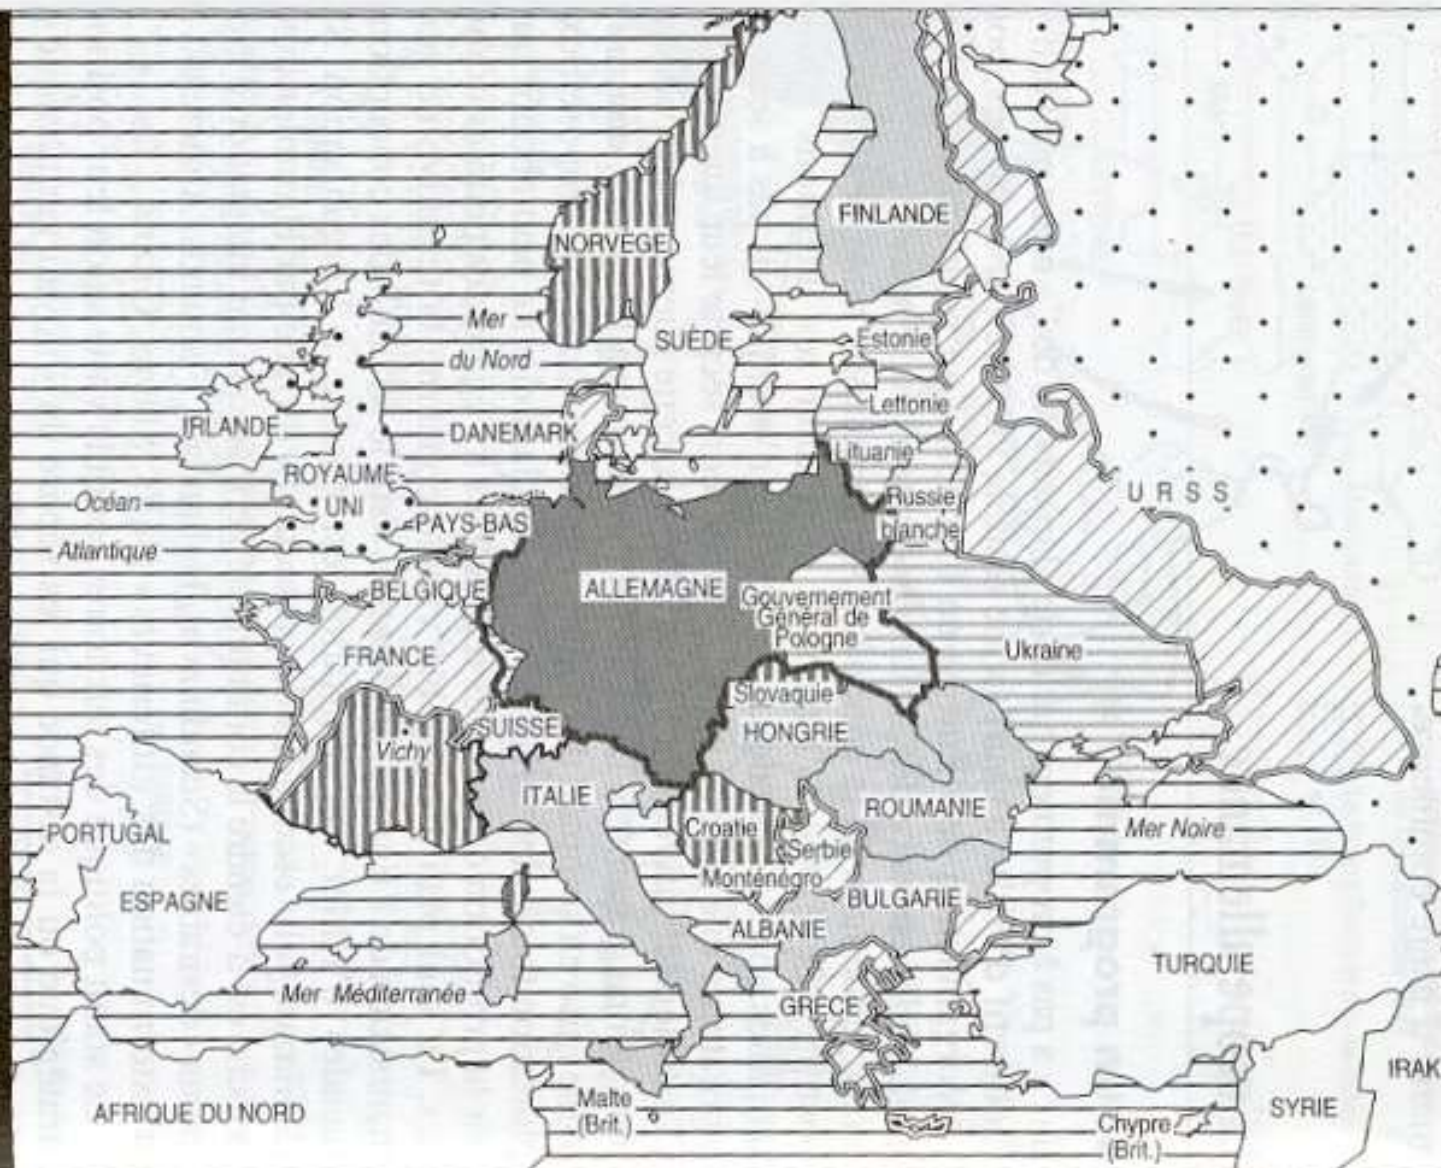 FINLANDE
NORVEGE
Mer
du Nord
SUÈDE
Estonie
Lettonie
IRLANDE
DANEMARK
Lituanie
ROYAUME
UNI
Océan
Atlantique
PAYS-BAS
Russie
blanche
U R S S
BELGIQUE
ALLEMAGNE
Gouvernement
Général de
Pologne
FRANCE
Ukraine
Slovaquie
SUISSE
HONGRIE
Vichy
ITALIE
ROUMANIE
PORTUGAL
Croatie
Serbie
Mer Noire
Monténégro
ESPAGNE
BULGARIE
ALBANIE
TURQUIE
Mer Méditerranée
GRÈCE
IRAK
AFRIQUE DU NORD
Malte
(Brit.)
Chypre
(Brit.)
SYRIE